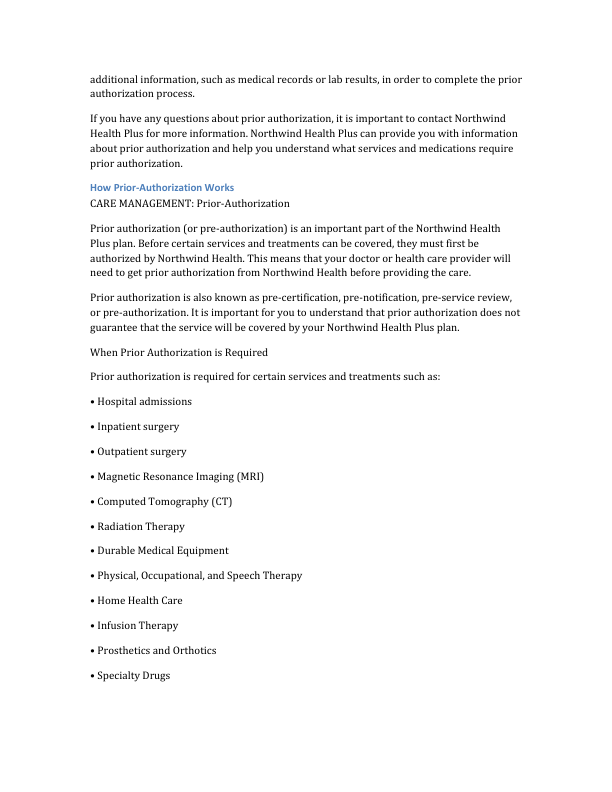 additional information, such as medical records or lab results, in order to complete the prior
authorization process.
If you have any questions about prior authorization, it is important to contact Northwind
Health Plus for more information. Northwind Health Plus can provide you with information
about prior authorization and help you understand what services and medications require
prior authorization.
How Prior-Authorization Works
CARE MANAGEMENT: Prior-Authorization
Prior authorization (or pre-authorization) is an important part of the Northwind Health
Plus plan. Before certain services and treatments can be covered, they must first be
authorized by Northwind Health. This means that your doctor or health care provider will
need to get prior authorization from Northwind Health before providing the care.
Prior authorization is also known as pre-certification, pre-notification, pre-service review,
or pre-authorization. It is important for you to understand that prior authorization does not
guarantee that the service will be covered by your Northwind Health Plus plan.
When Prior Authorization is Required
Prior authorization is required for certain services and treatments such as:
• Hospital admissions
• Inpatient surgery
• Outpatient surgery
• Magnetic Resonance Imaging (MRI)
• Computed Tomography (CT)
• Radiation Therapy
• Durable Medical Equipment
• Physical, Occupational, and Speech Therapy
• Home Health Care
• Infusion Therapy
• Prosthetics and Orthotics
• Specialty Drugs